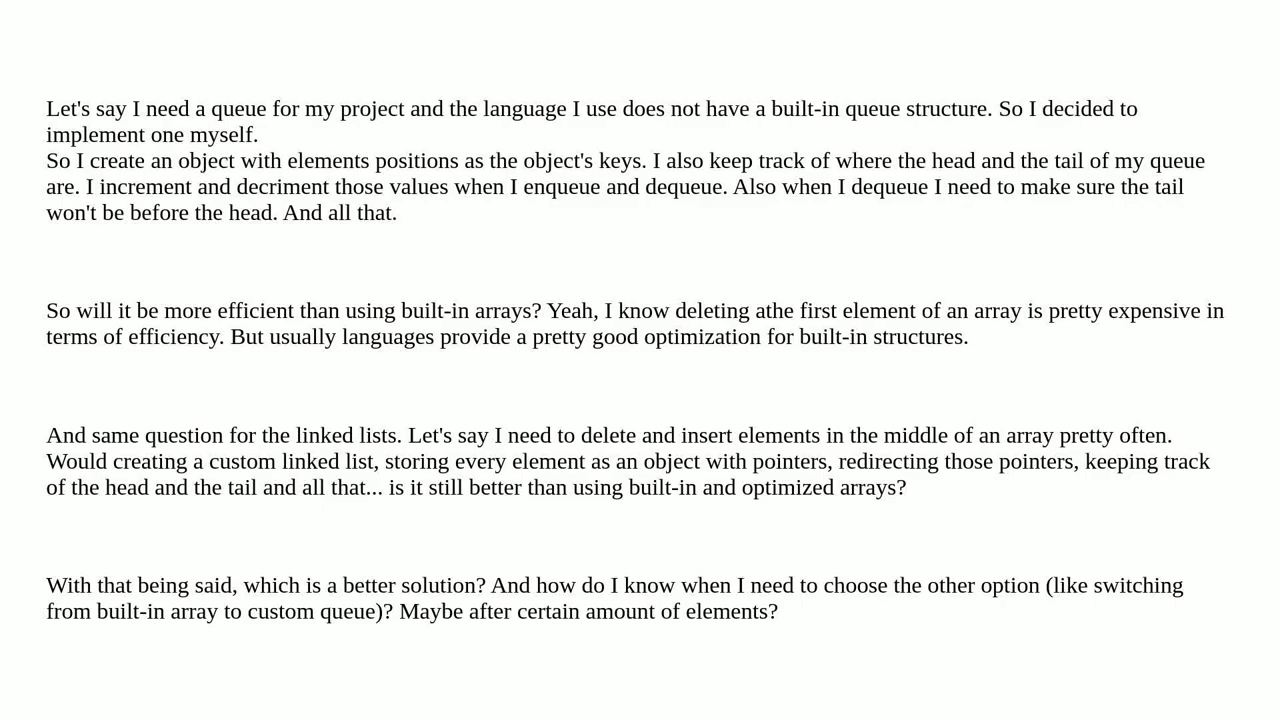 Let's say I need a queue for my project and the language I use does not have a built-in queue structure. So I decided to
implement one myself.
So I create an object with elements positions as the object's keys. I also keep track of where the head and the tail of my queue
are. I increment and decriment those values when I enqueue and dequeue. Also when I dequeue I need to make sure the tail
won't be before the head. And all that.
So will it be more efficient than using built-in arrays? Yeah, I know deleting athe first element of an array is pretty expensive in
terms of efficiency. But usually languages provide a pretty good optimization for built-in structures.
And same question for the linked lists. Let's say I need to delete and insert elements in the middle of an array pretty often.
Would creating a custom linked list, storing every element as an object with pointers, redirecting those pointers, keeping track
of the head and the tail and all that... is it still better than using built-in and optimized arrays?
With that being said, which is a better solution? And how do I know when I need to choose the other option (like switching
from built-in array to custom queue)? Maybe after certain amount of elements?